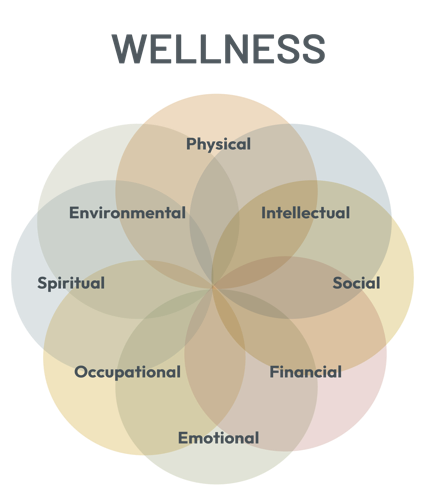 WELLNESS
Physical
Environmental
Intellectual
Spiritual
Social
Occupational
Financial
Emotional